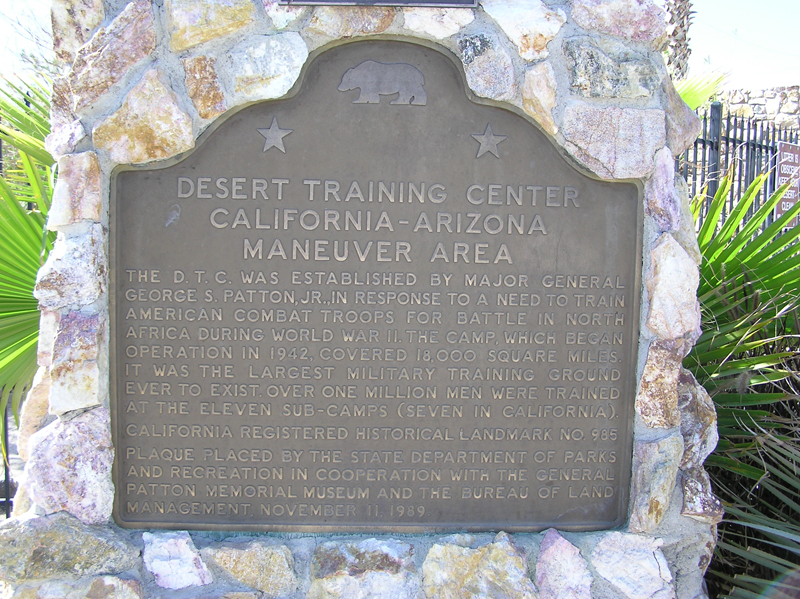 DESERT TRAINING CENTER
CALIFORNIA-ARIZONA
MANEUVER AREA
THE D.T.C. WAS ESTABLISHED BY MAJOR GENERAL
GEORGE S. PATTON, JR., IN RESPONSE TO A NEED TO TRAIN
AMERICAN COMBAT TROOPS FOR BATTLE IN NORTH
AFRICA DURING WORLD WAR II. THE CAMP, WHICH BEGAN
OPERATION IN 1942, COVERED 18,000 SQUARE MILES.
IT WAS THE LARGEST MILITARY TRAINING GROUND
EVER TO EXIST. OVER ONE MILLION MEN WERE TRAINED
AT THE ELEVEN SUB-CAMPS (SEVEN IN CALIFORNIA).
CALIFORNIA REGISTERED HISTORICAL LANDMARK NO. 985
PLAQUE PLACED BY THE STATE DEPARTMENT OF PARKS
AND RECREATION IN COOPERATION WITH THE GENERAL
PATTON MEMORIAL MUSEUM AND THE BUREAU OF LAND
MANAGEMENT, NOVEMBER 11, 1989